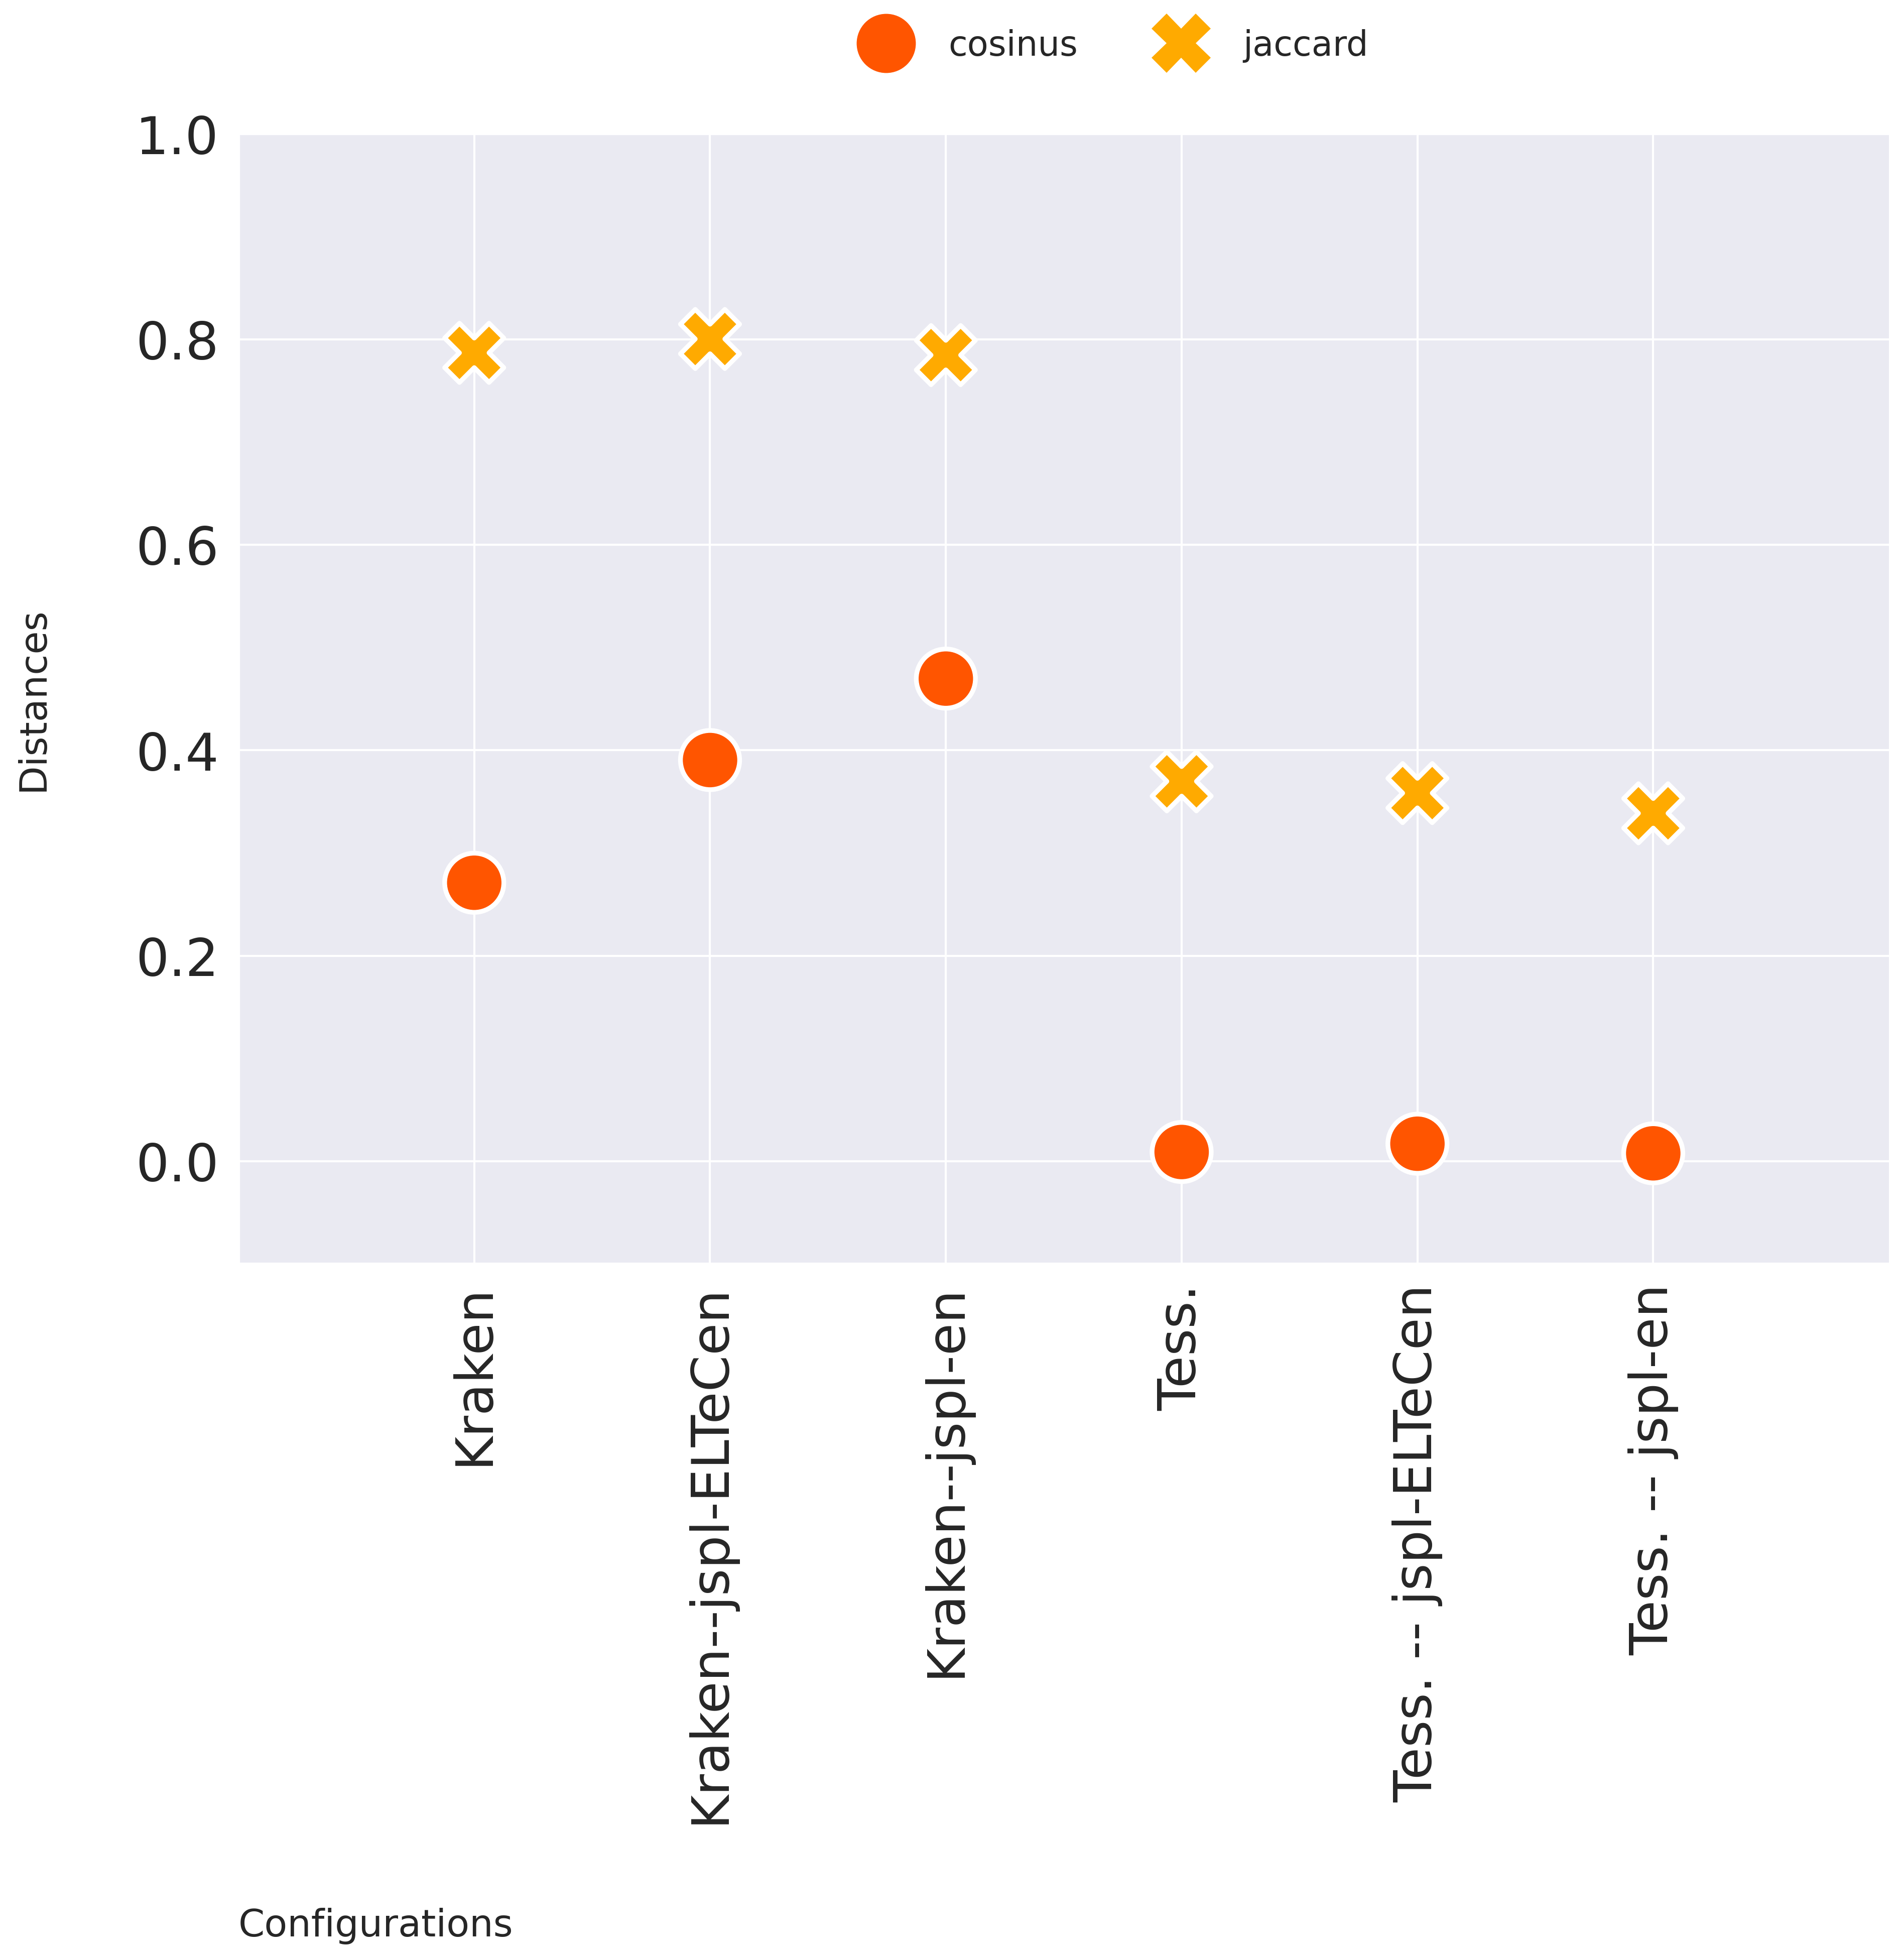 cosinus
jaccard
1.0
0.8
0.6
0.4
0.2
0.0
Distances
Kraken
Kraken--jspl-ELTeCen
Kraken--jspl-en
Tess.
Tess. -- jspl-ELTeCen
Tess. -- jspl-en
Configurations